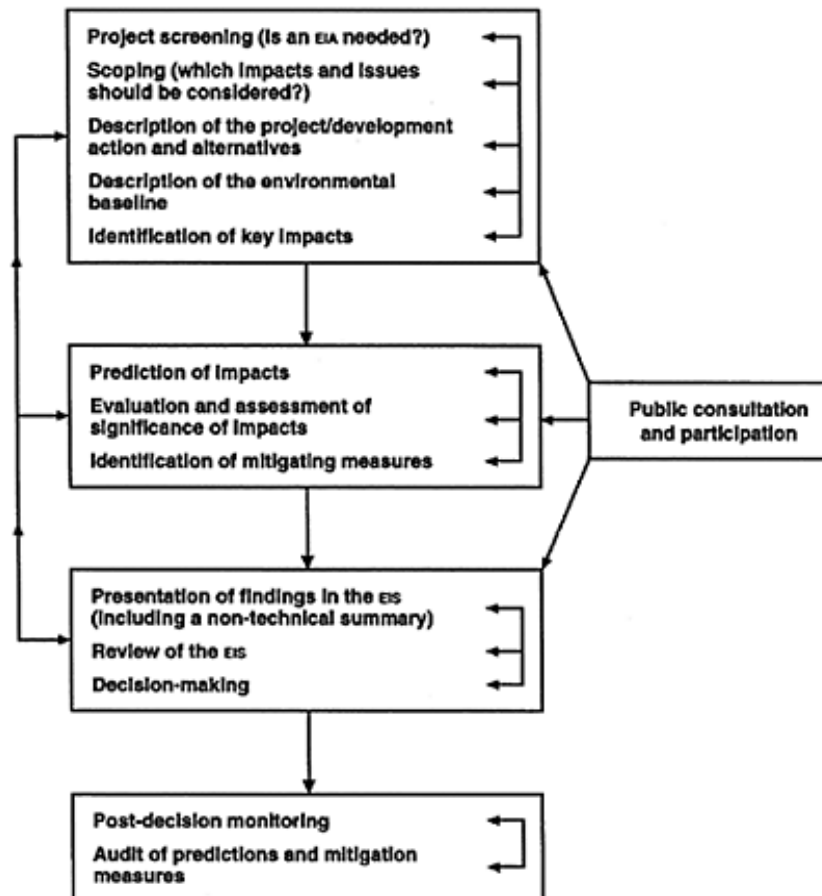 Project screening (Is an EIA needed?)
Scoping (which impacts and issues
should be considered?)
Description of the project/development
action and alternatives
Description of the environmental
baseline
Identification of key impacts
Prediction of impacts
Evaluation and assessment of
significance of impacts
Identification of mitigating measures
Public consultation
and participation
Presentation of findings in the EIS
(including a non-technical summary)
Review of the EIS
Decision-making
Post-decision monitoring
Audit of predictions and mitigation
measures